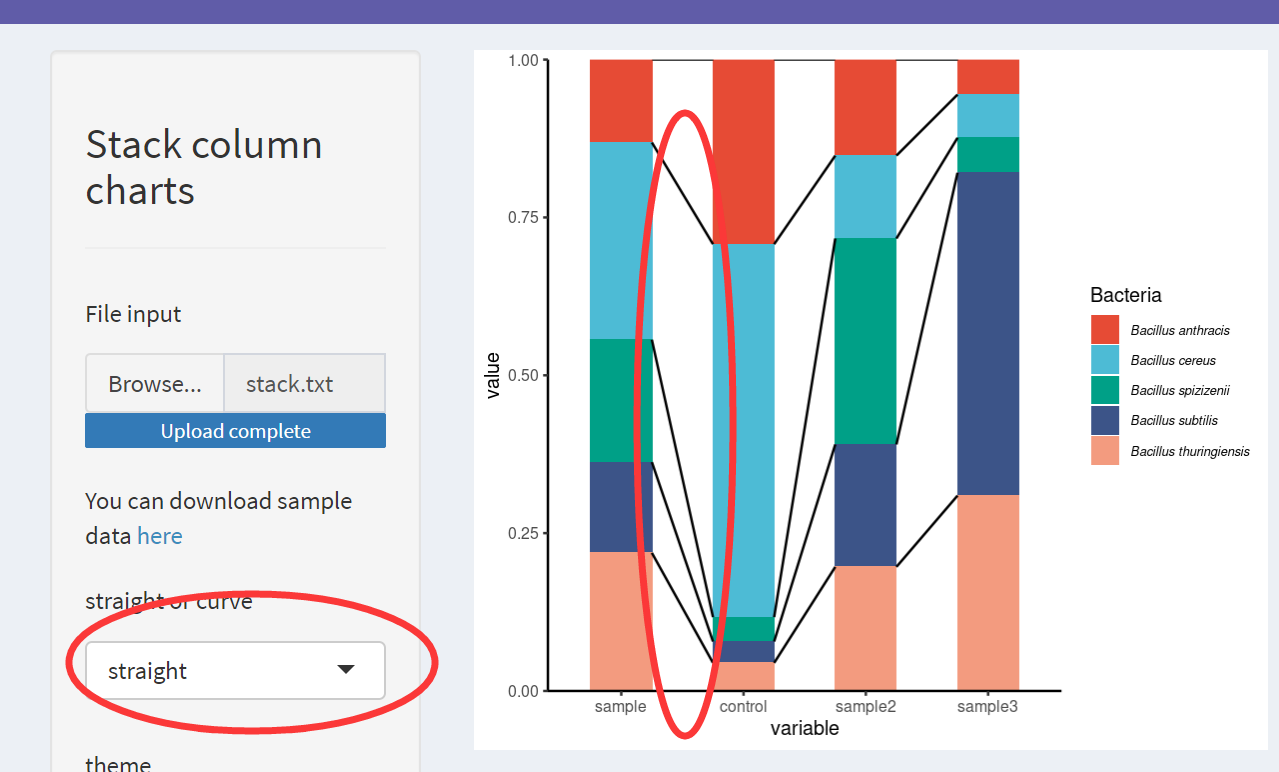 Stack column
charts
File input
Browse...
stack.txt
Upload complete
You can download sample
data here
straight or curve
straight
theme
1.00
0.75
0.50
0.25
0.00
value
sample
control
sample2
sample3
variable
Bacteria
Bacillus anthracis
Bacillus cereus
Bacillus spizizenii
Bacillus subtilis
Bacillus thuringiensis